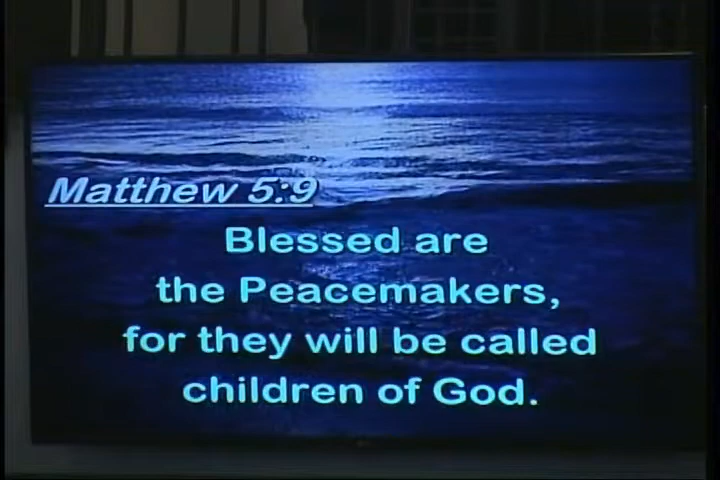 Matthew 5:9
Blessed are
the Peacemakers,
for they will be called
children of God.